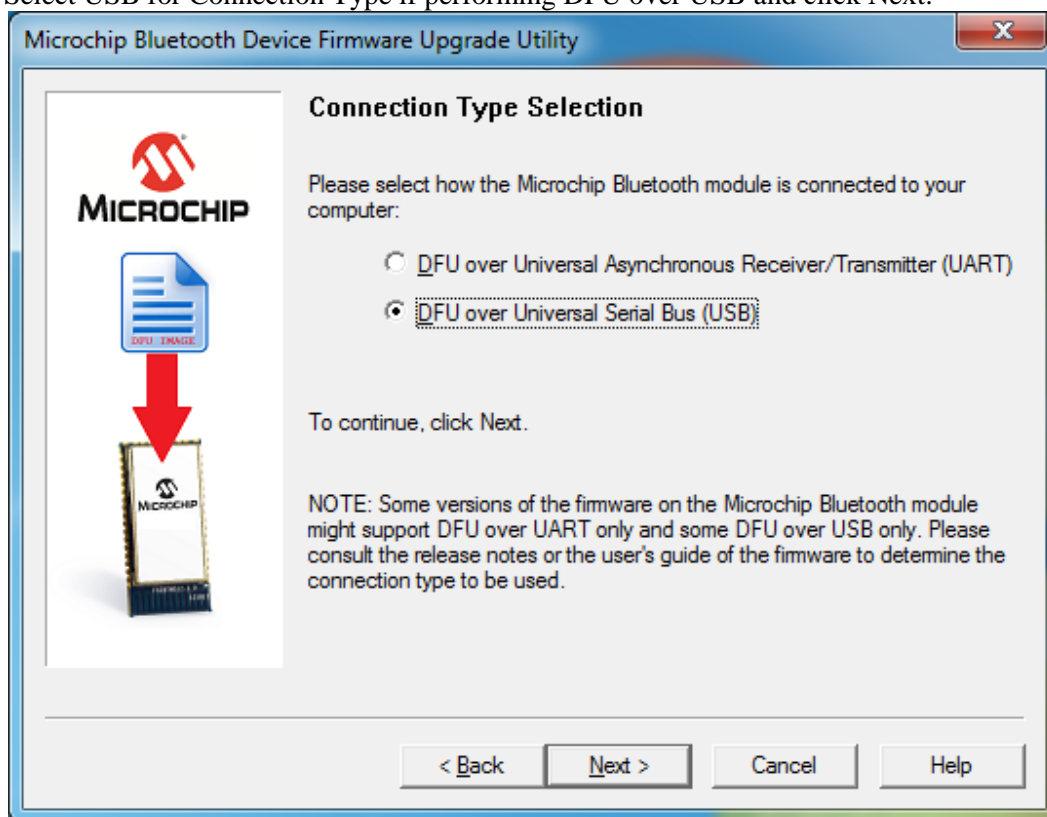 Select USB for Connection Type if performing DFU over USB and click Next.
Microchip Bluetooth Device Firmware Upgrade Utility
Connection Type Selection
MICROCHIP
Please select how the Microchip Bluetooth module is connected to your
computer:
DFU over Universal Asynchronous Receiver/Transmitter (UART)
DFU over Universal Serial Bus (USB)
DFU IMAGE
To continue, click Next.
MICROCHIP
NOTE: Some versions of the firmware on the Microchip Bluetooth module
might support DFU over UART only and some DFU over USB only. Please
consult the release notes or the user's guide of the firmware to determine the
connection type to be used.
< Back
Next >
Cancel
Help